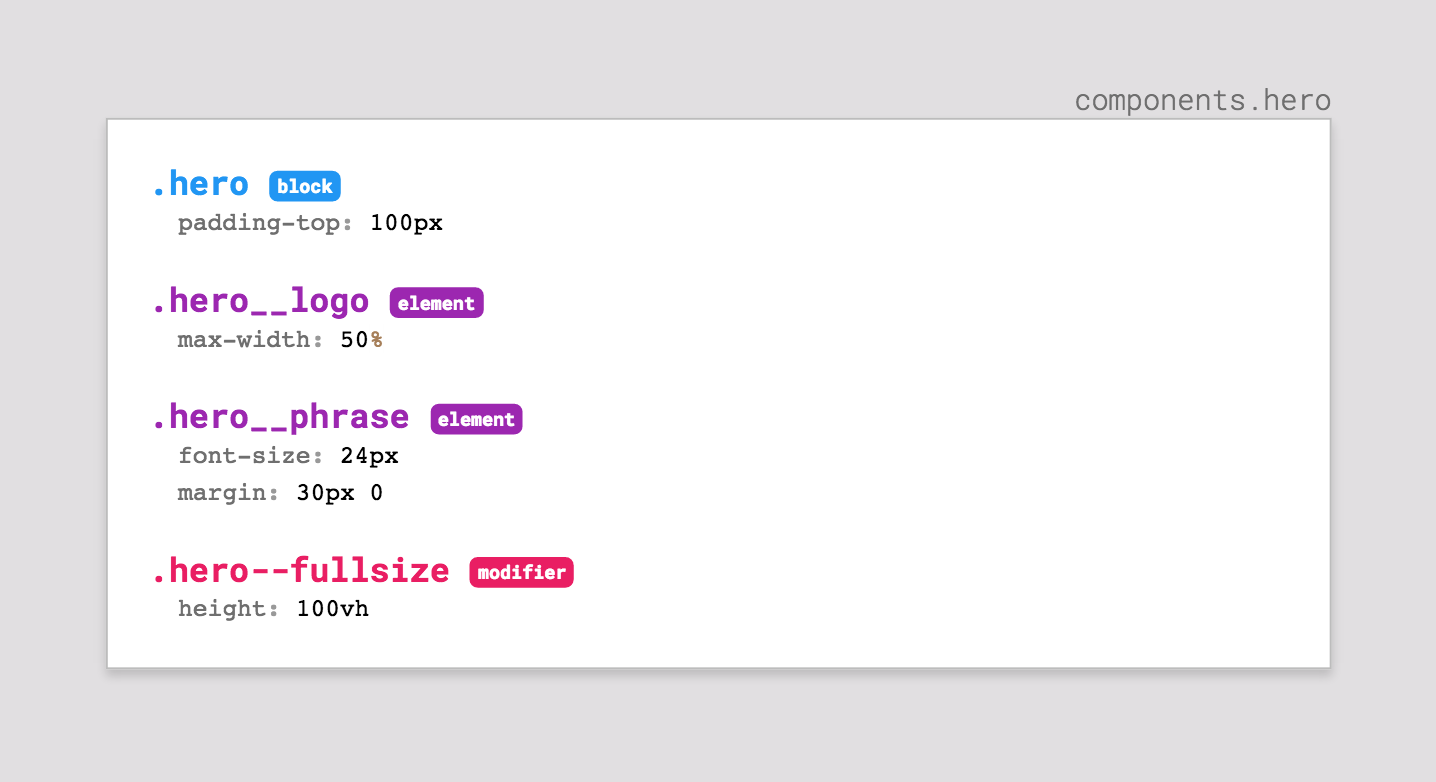 components.hero
.hero block
padding-top: 100px
.hero__logo element
max-width: 50%
.hero__phrase element
font-size: 24px
margin: 30px 0
.hero--fullsize modifier
height: 100vh